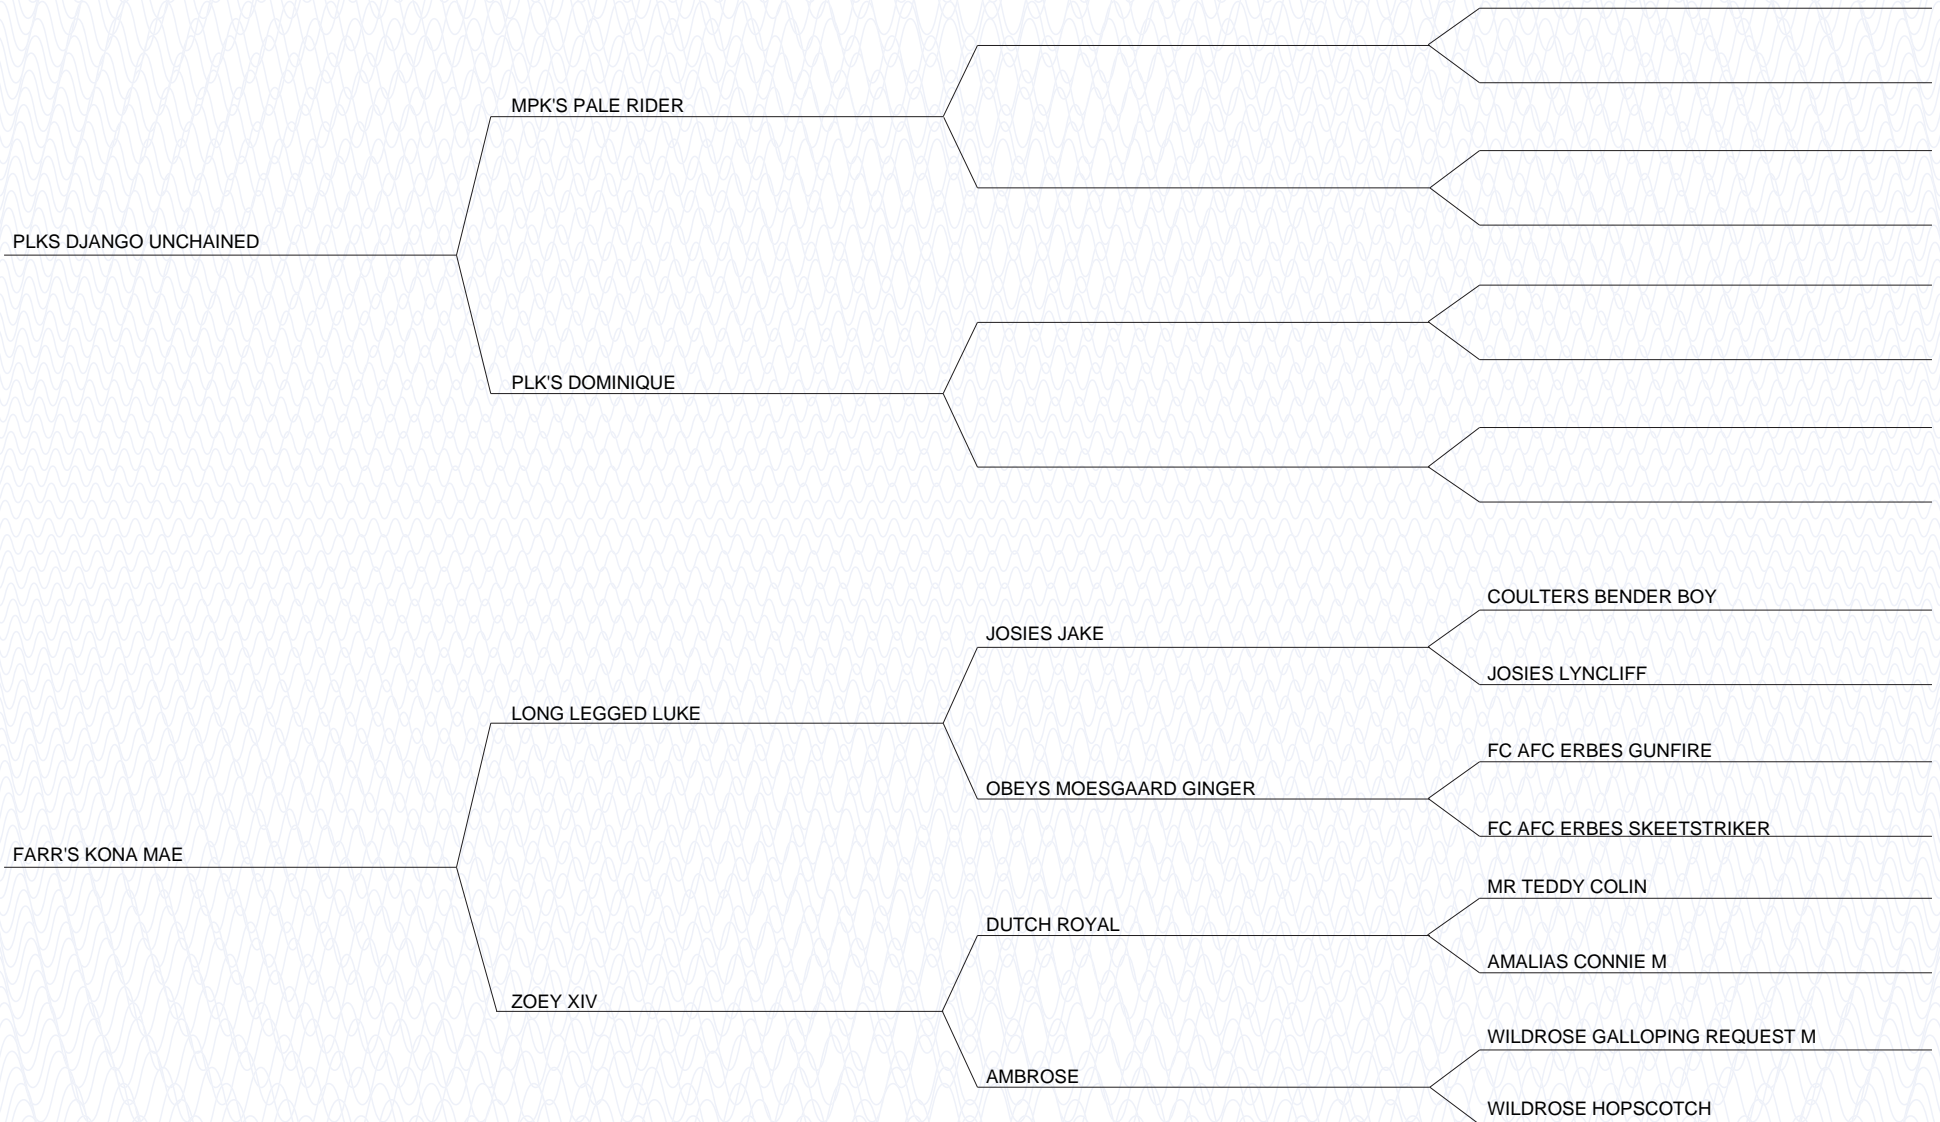 MPK'S PALE RIDER
PLKS DJANGO UNCHAINED
PLK'S DOMINIQUE
COULTERS BENDER BOY
JOSIES JAKE
JOSIES LYNCLIFF
LONG LEGGED LUKE
FC AFC ERBES GUNFIRE
OBEYS MOESGAARD GINGER
FC AFC ERBES SKEETSTRIKER
FARR'S KONA MAE
MR TEDDY COLIN
DUTCH ROYAL
AMALIAS CONNIE M
ZOEY XIV
WILDROSE GALLOPING REQUEST M
AMBROSE
WILDROSE HOPSCOTCH